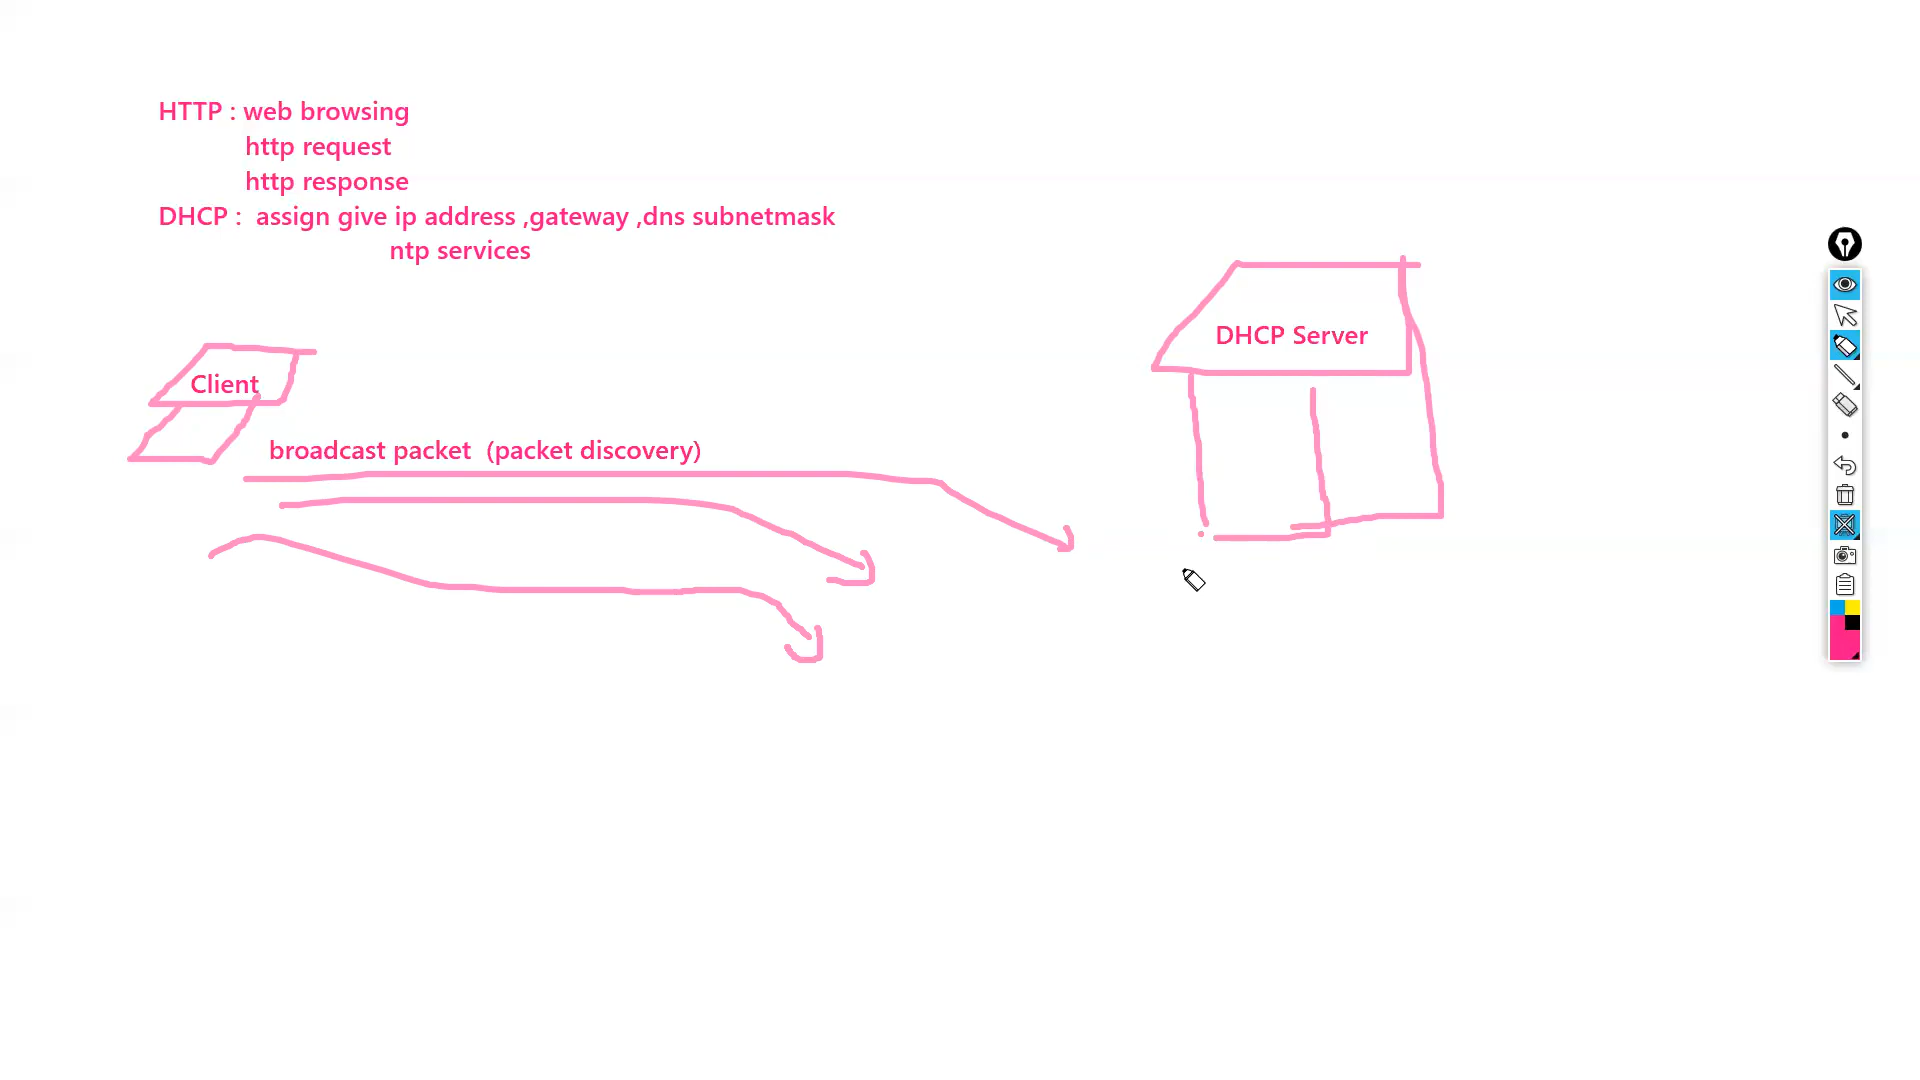 HTTP : web browsing
http request
http response
DHCP : assign give ip address ,gateway ,dns subnetmask
ntp services
DHCP Server
Client
broadcast packet (packet discovery)